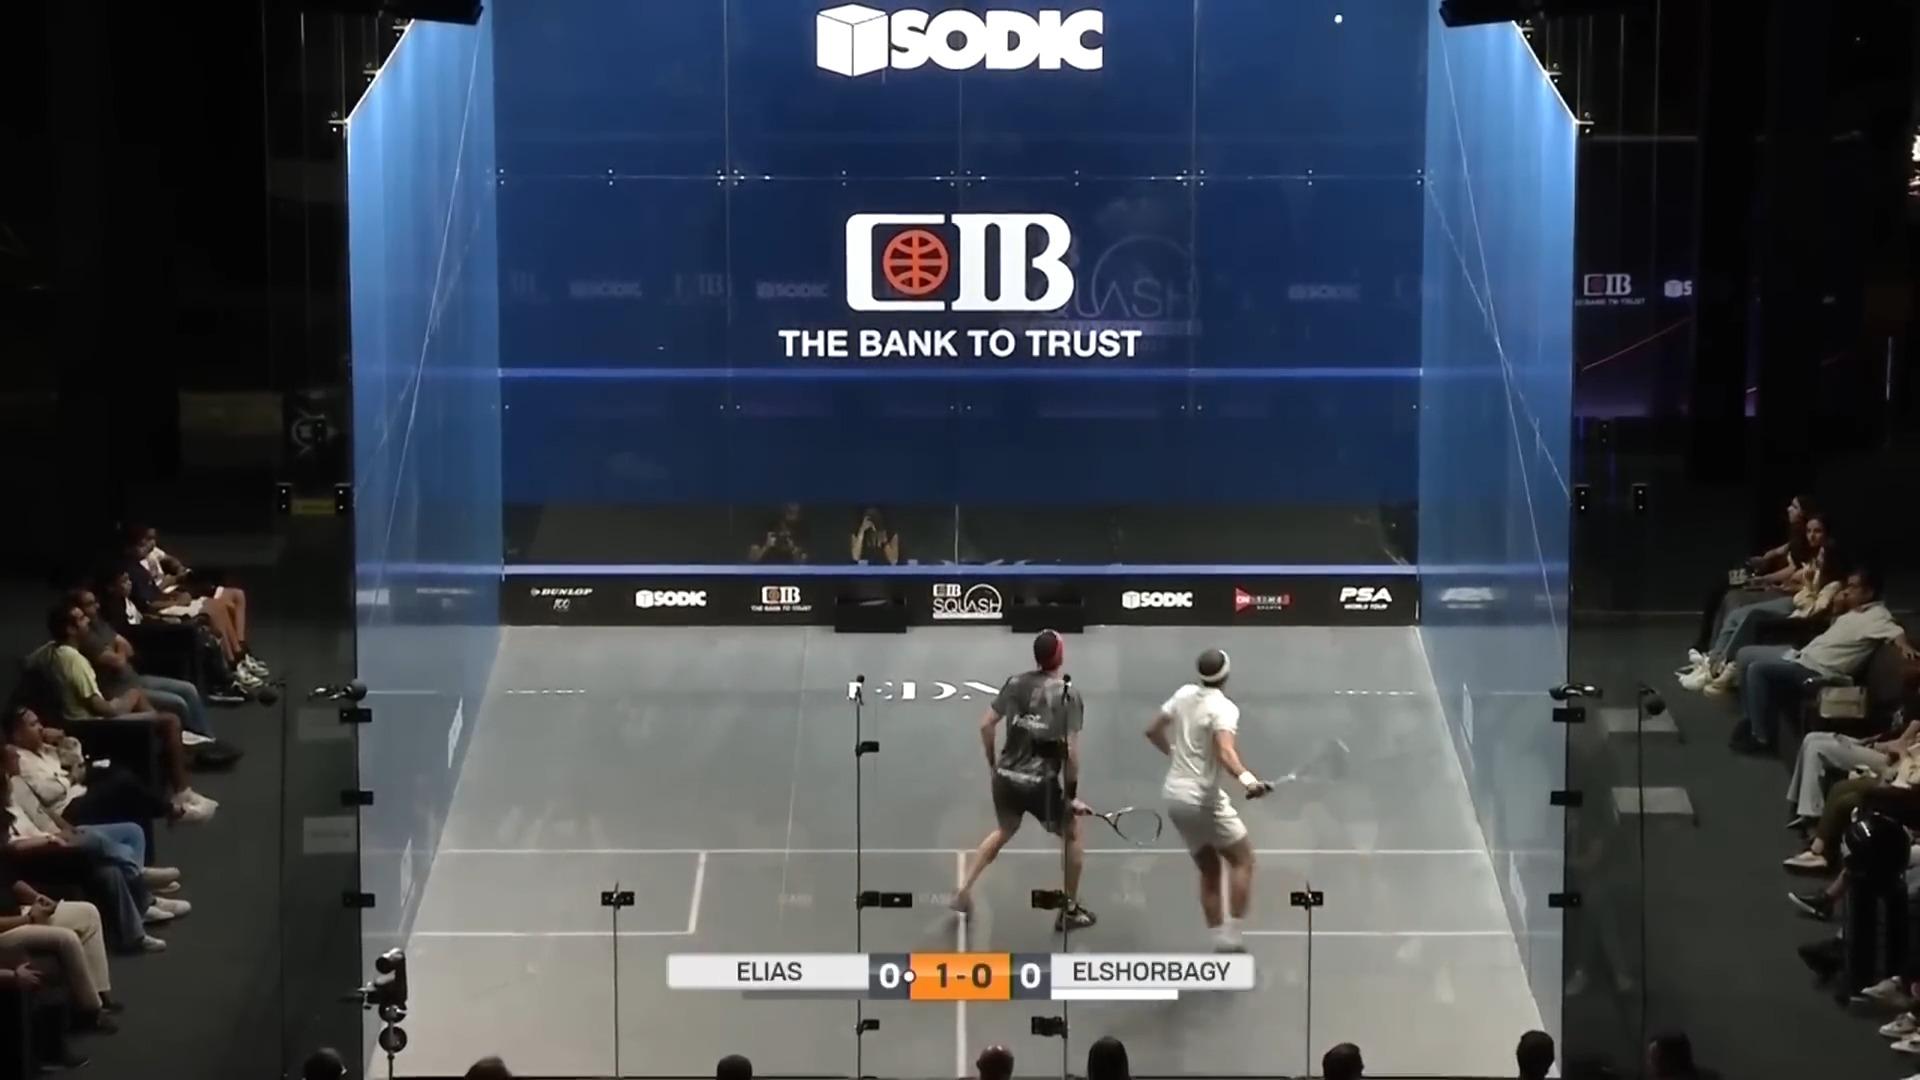 SODIC
CIB
THE BANK TO TRUST
DUNLOP
SODIC
CIB
THE BANK TO TRUST
CIB
SQUASH
SODIC
PSA
WORLD TOUR
CIB
ELIAS 0 1-0 0 ELSHORBAGY